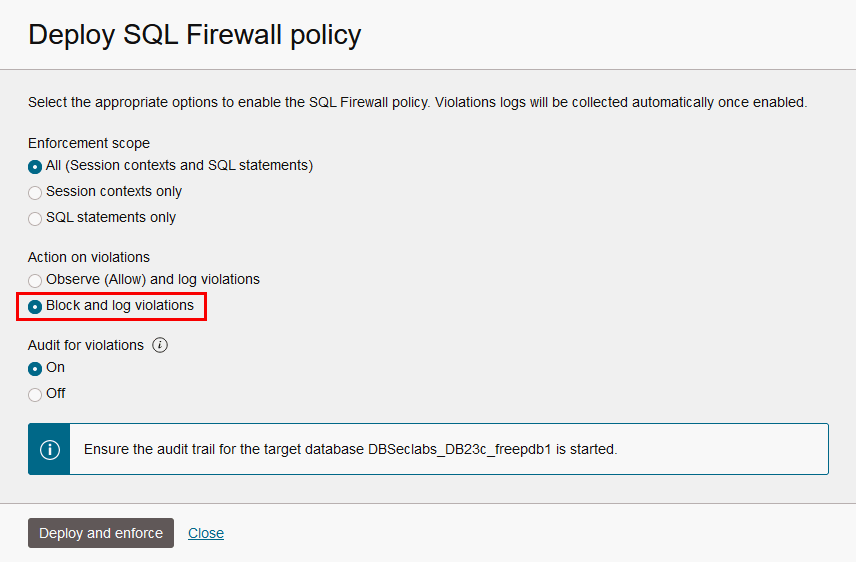 Deploy SQL Firewall policy
Select the appropriate options to enable the SQL Firewall policy. Violations logs will be collected automatically once enabled.
Enforcement scope
All (Session contexts and SQL statements)
Session contexts only
SQL statements only
Action on violations
Observe (Allow) and log violations
Block and log violations
Audit for violations
On
Off
Ensure the audit trail for the target database DBSeclabs_DB23c_freepdb1 is started.
Deploy and enforce Close